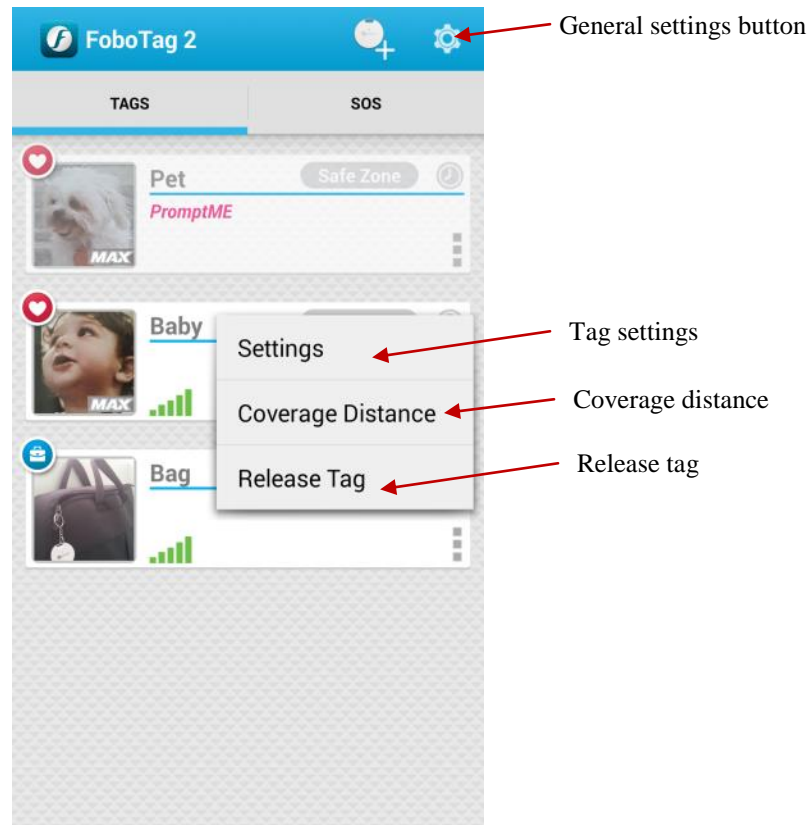 FoboTag 2
General settings button
TAGS
SOS
Pet
Safe Zone
PromptME
MAX
Baby
Settings
Tag settings
MAX
Coverage Distance
Coverage distance
Bag
Release Tag
Release tag